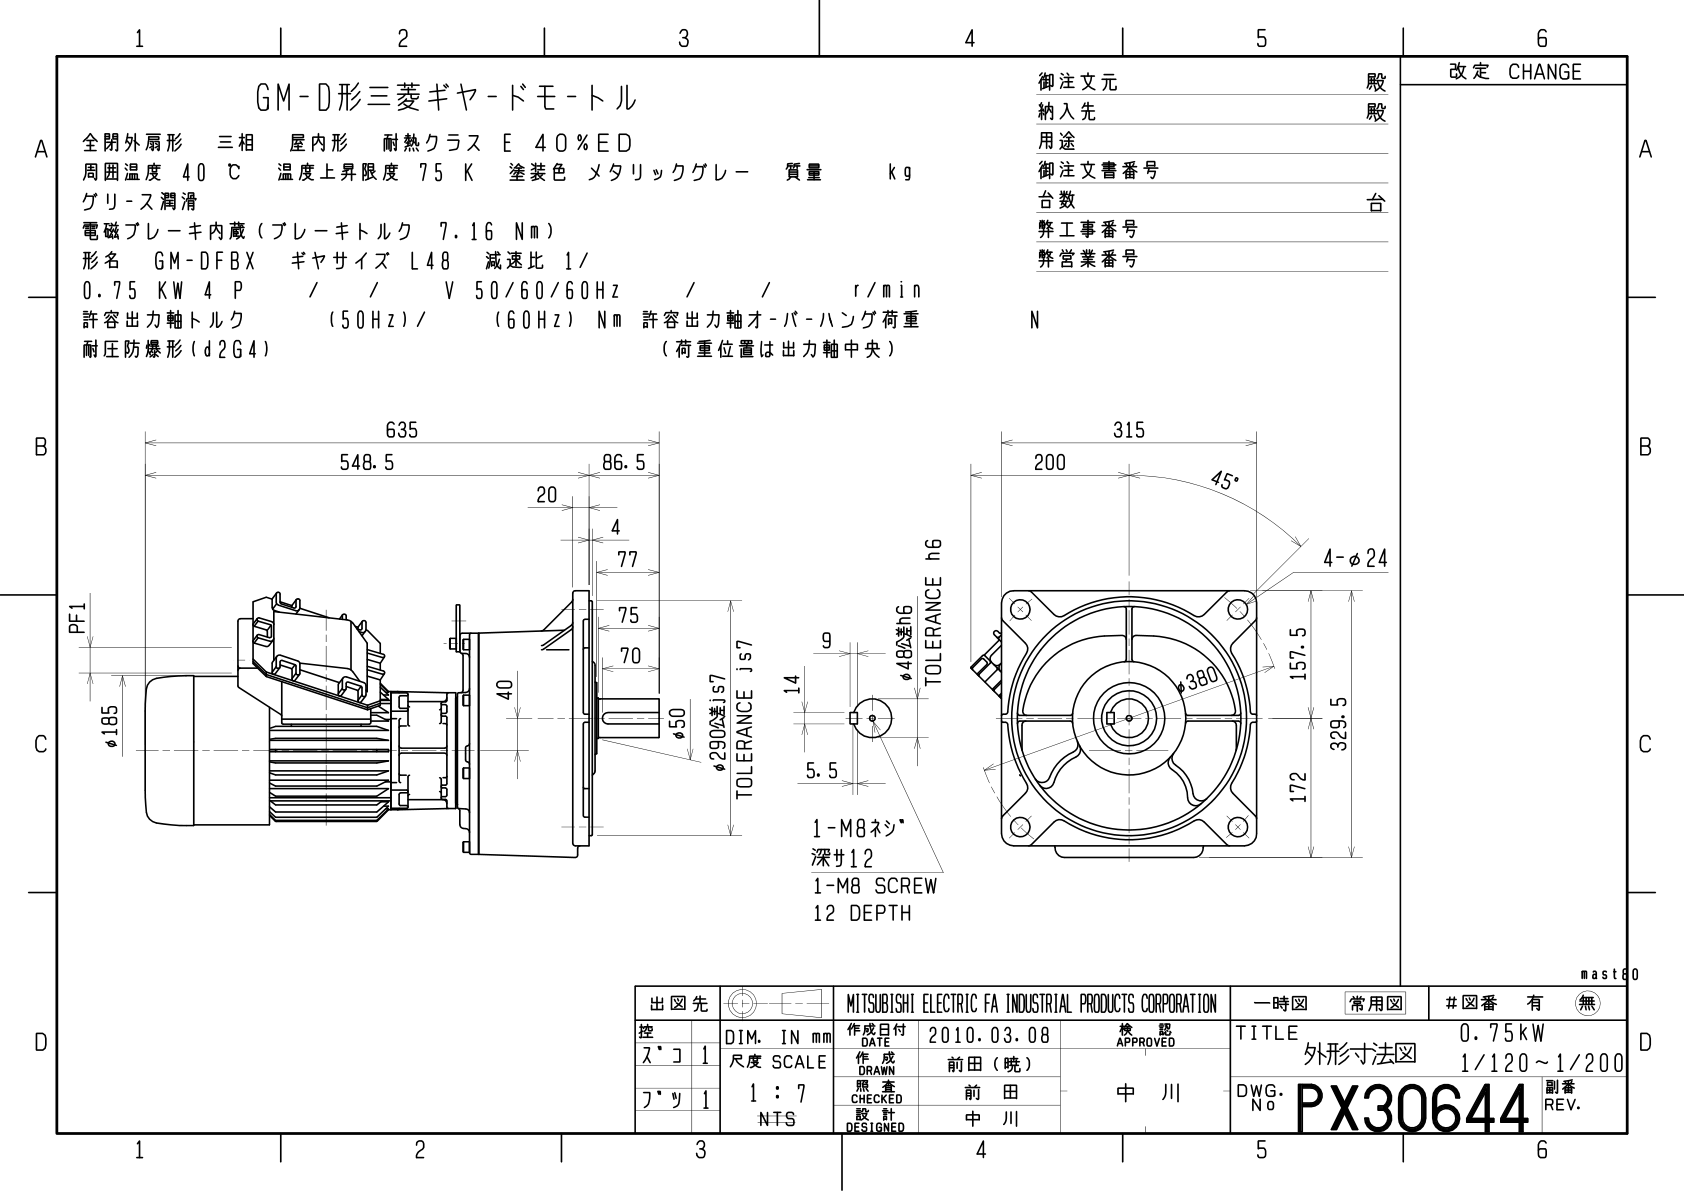 1 2 3 4 5 6
改定 CHANGE
GM-D形三菱ギヤードモートル
全閉外扇形 三相 屋内形 耐熱クラス E 40%ED
周囲温度 40 ℃ 温度上昇限度 75 K 塗装色 メタリックグレー 質量 kg
グリース潤滑
電磁ブレーキ内蔵(ブレーキトルク 7.16 Nm)
形名 GM-DFBX ギヤサイズ L48 減速比 1/
0.75 KW 4 P / / V 50/60/60Hz / / r/min
許容出力軸トルク (50Hz)/ (60Hz) Nm 許容出力軸オーバーハング荷重 N
耐圧防爆形(d2G4) (荷重位置は出力軸中央)
御注文元 殿
納入先 殿
用途
御注文書番号
台数 台
弊工事番号
弊営業番号
A A
B B
C C
D D
635
548.5 86.5
20
4
77
75
70
PF1
φ185
40
φ50
φ290公差js7
TOLERANCE js7
9
14
5.5
φ48公差h6
TOLERANCE h6
1-M8ネジ
深サ12
1-M8 SCREW
12 DEPTH
315
200
45°
4-φ24
φ380
157.5
329.5
172
mast80
出図先
控
ズコ 1
ブツ 1
DIM. IN mm
尺度 SCALE
1:7
NTS
MITSUBISHI ELECTRIC FA INDUSTRIAL PRODUCTS CORPORATION
作成日付 DATE 2010.03.08
作成 DRAWN 前田(暁)
照査 CHECKED 前田
設計 DESIGNED 中川
検認 APPROVED
中川
一時図 常用図 #図番 有 無
TITLE 外形寸法図
0.75kW
1/120~1/200
DWG. No PX30644
副番 REV.
1 2 3 4 5 6